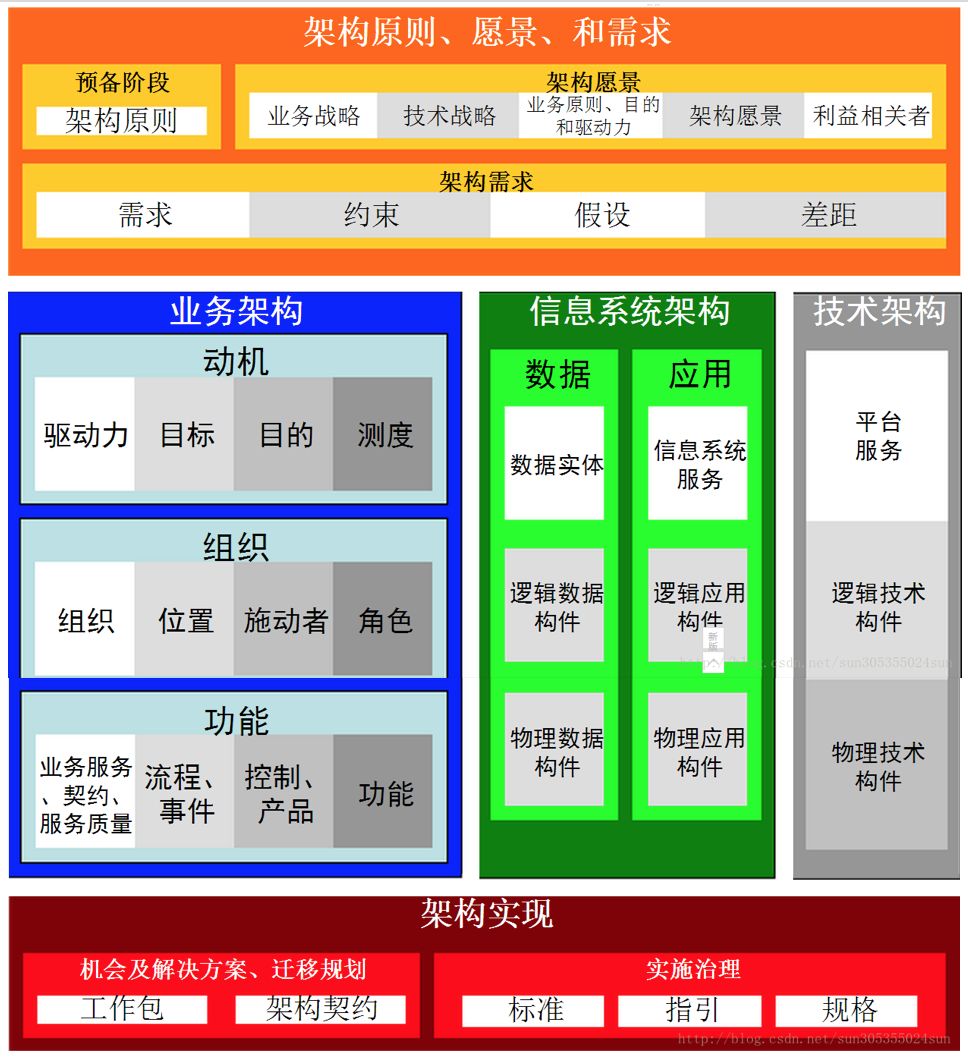 架构原则、愿景、和需求
预备阶段
架构原则
架构愿景
业务战略
技术战略
业务原则、目的
和驱动力
架构愿景
利益相关者
架构需求
需求
约束
假设
差距
业务架构
动机
驱动力
目标
目的
测度
组织
组织
位置
施动者
角色
功能
业务服务
、契约、
服务质量
流程、
事件
控制、
产品
功能
信息系统架构
数据
数据实体
逻辑数据
构件
物理数据
构件
应用
信息系统
服务
逻辑应用
构件
新版
物理应用
构件
技术架构
平台
服务
逻辑技术
构件
http://blog.csdn.net/sun305355024sun
物理技术
构件
架构实现
机会及解决方案、迁移规划
工作包
架构契约
实施治理
标准
指引
规格
http://blog.csdn.net/sun305355024sun